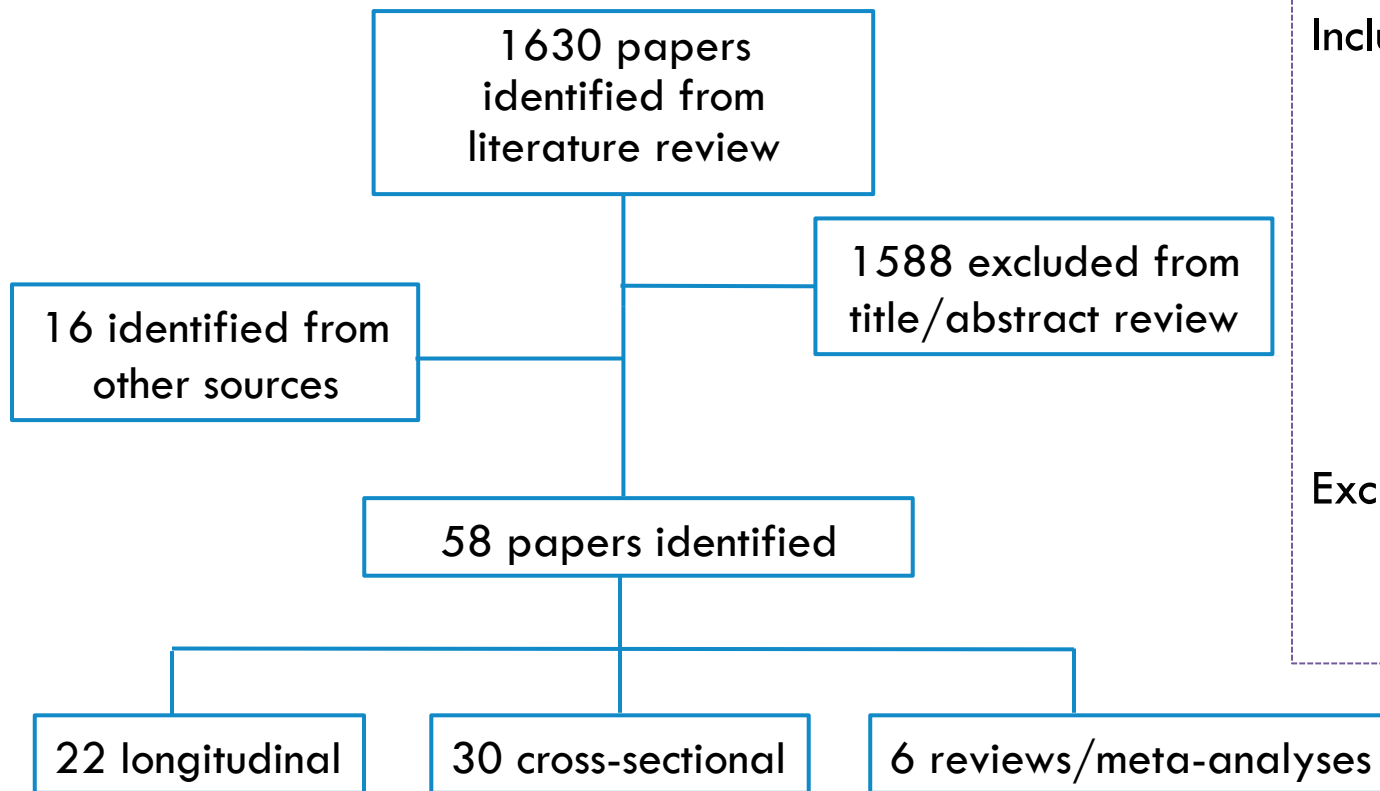 1630 papers
identified from
literature review
1588 excluded from
title/abstract review
16 identified from
other sources
58 papers identified
22 longitudinal
30 cross-sectional
6 reviews/meta-analyses